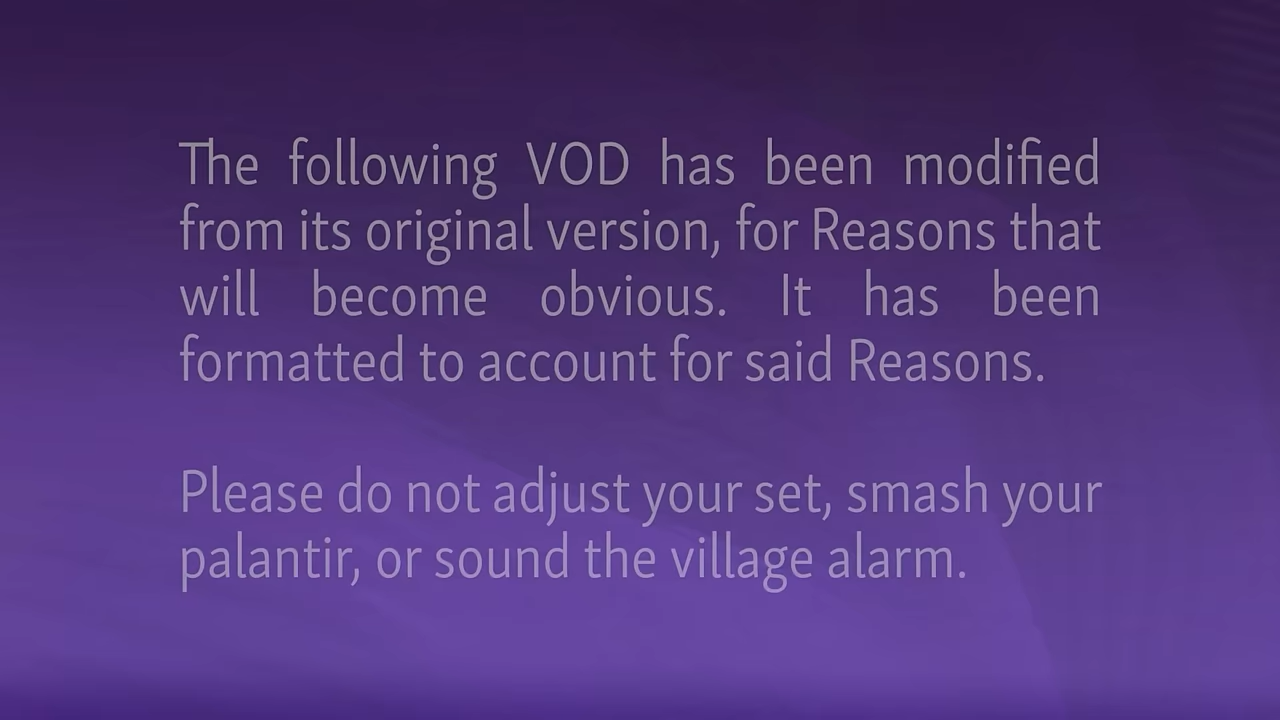 The following VOD has been modified
from its original version, for Reasons that
will become obvious. It has been
formatted to account for said Reasons.
Please do not adjust your set, smash your
palantir, or sound the village alarm.